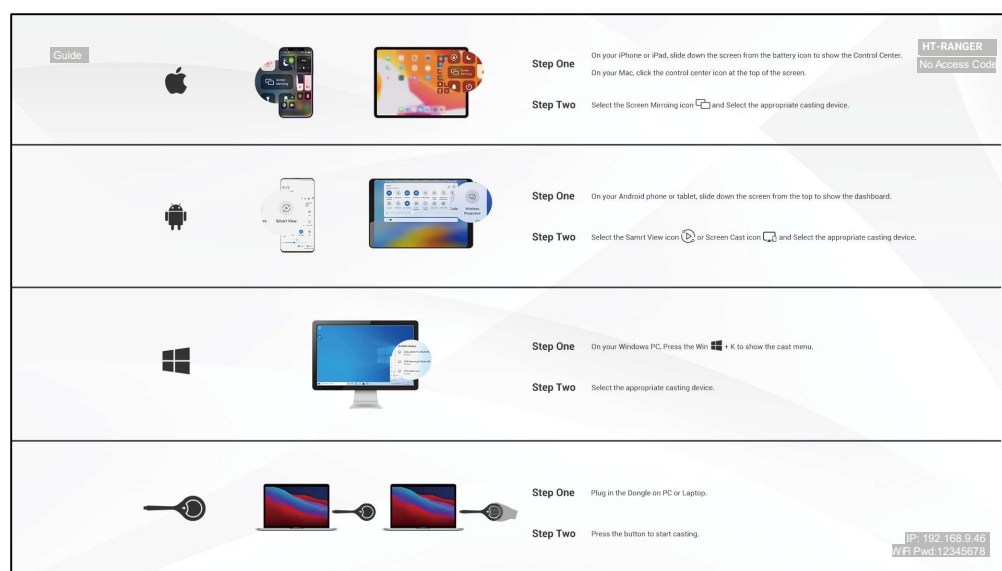 Guide
HT-RANGER
No Access Code
Screen
Mirroring
Screen
Mirroring
Step One
On your iPhone or iPad, slide down the screen from the battery icon to show the Control Center.
On your Mac, click the control center icon at the top of the screen.
Step Two
Select the Screen Mirroing icon and Select the appropriate casting device.
Smart View
Wireless
Projection
Step One
On your Android phone or tablet, slide down the screen from the top to show the dashboard.
Step Two
Select the Samrt View icon or Screen Cast icon and Select the appropriate casting device.
Step One
On your Windows PC, Press the Win + K to show the cast menu.
Step Two
Select the appropriate casting device.
Step One
Plug in the Dongle on PC or Laptop.
Step Two
Press the button to start casting.
IP: 192.168.9.46
WiFi Pwd:12345678